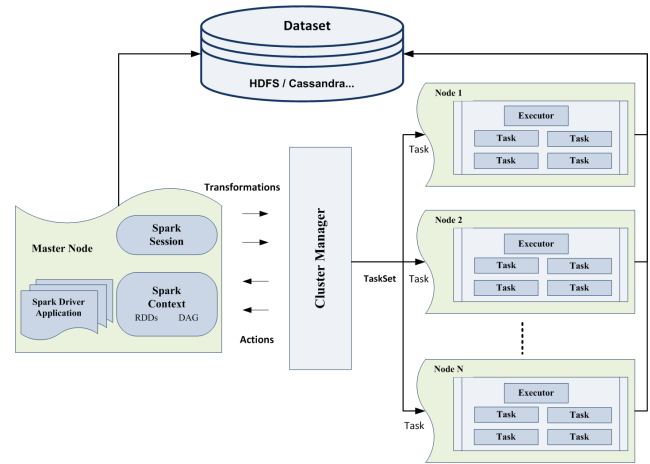 Dataset
HDFS / Cassandra...
Master Node
Spark
Session
Spark
Context
RDDs DAG
Spark Driver
Application
Transformations
Actions
Cluster Manager
TaskSet
Task
Node 1
Executor
Task Task
Task Task
Task
Node 2
Executor
Task Task
Task Task
Task
Node N
Executor
Task Task
Task Task